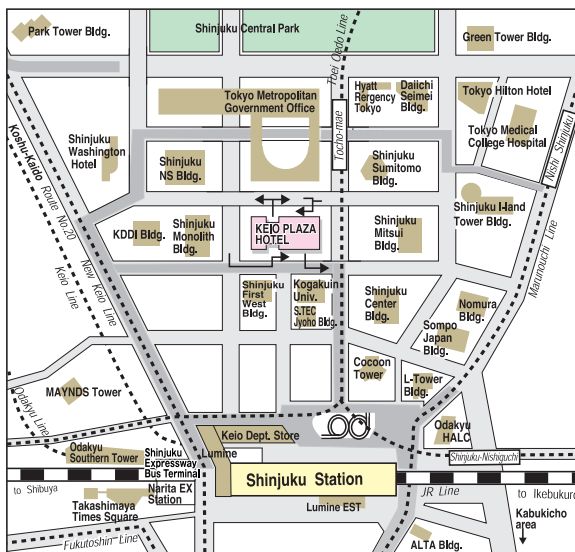 Park Tower Bldg.
Shinjuku Central Park
Toei Oedo Line
Green Tower Bldg.
Tokyo Metropolitan
Government Office
Hyatt
Rergency
Tokyo
Daiichi
Seimei
Bldg.
Tokyo Hilton Hotel
Tokyo Medical
College Hospital
Nishi Shinjuku
Tocho-mae
Koshu-Kaido Route No.20
Shinjuku
Washington
Hotel
Shinjuku
NS Bldg.
Shinjuku
Sumitomo
Bldg.
Shinjuku I-land
Tower Bldg.
KDDI Bldg.
Shinjuku
Monolith
Bldg.
KEIO PLAZA
HOTEL
Shinjuku
Mitsui
Bldg.
Keio Line
New Keio Line
Marunouchi Line
Shinjuku
First
West
Bldg.
Kogakuin
Univ.
S.TEC
Jyoho Bldg.
Shinjuku
Center
Bldg.
Nomura
Bldg.
Sompo
Japan
Bldg.
Cocoon
Tower
L-Tower
Bldg.
MAYNDS Tower
Odakyu Line
Keio Dept. Store
Odakyu
HALC
Odakyu
Southern Tower
Shinjuku
Expressway
Bus Terminal
Lumine
Shinjuku-Nishiguchi
Shinjuku Station
to Shibuya
Narita EX
Station
Takashimaya
Times Square
Lumine EST
JR Line
to Ikebukuro
Kabukicho
area
Fukutoshin Line
ALTA Bldg.